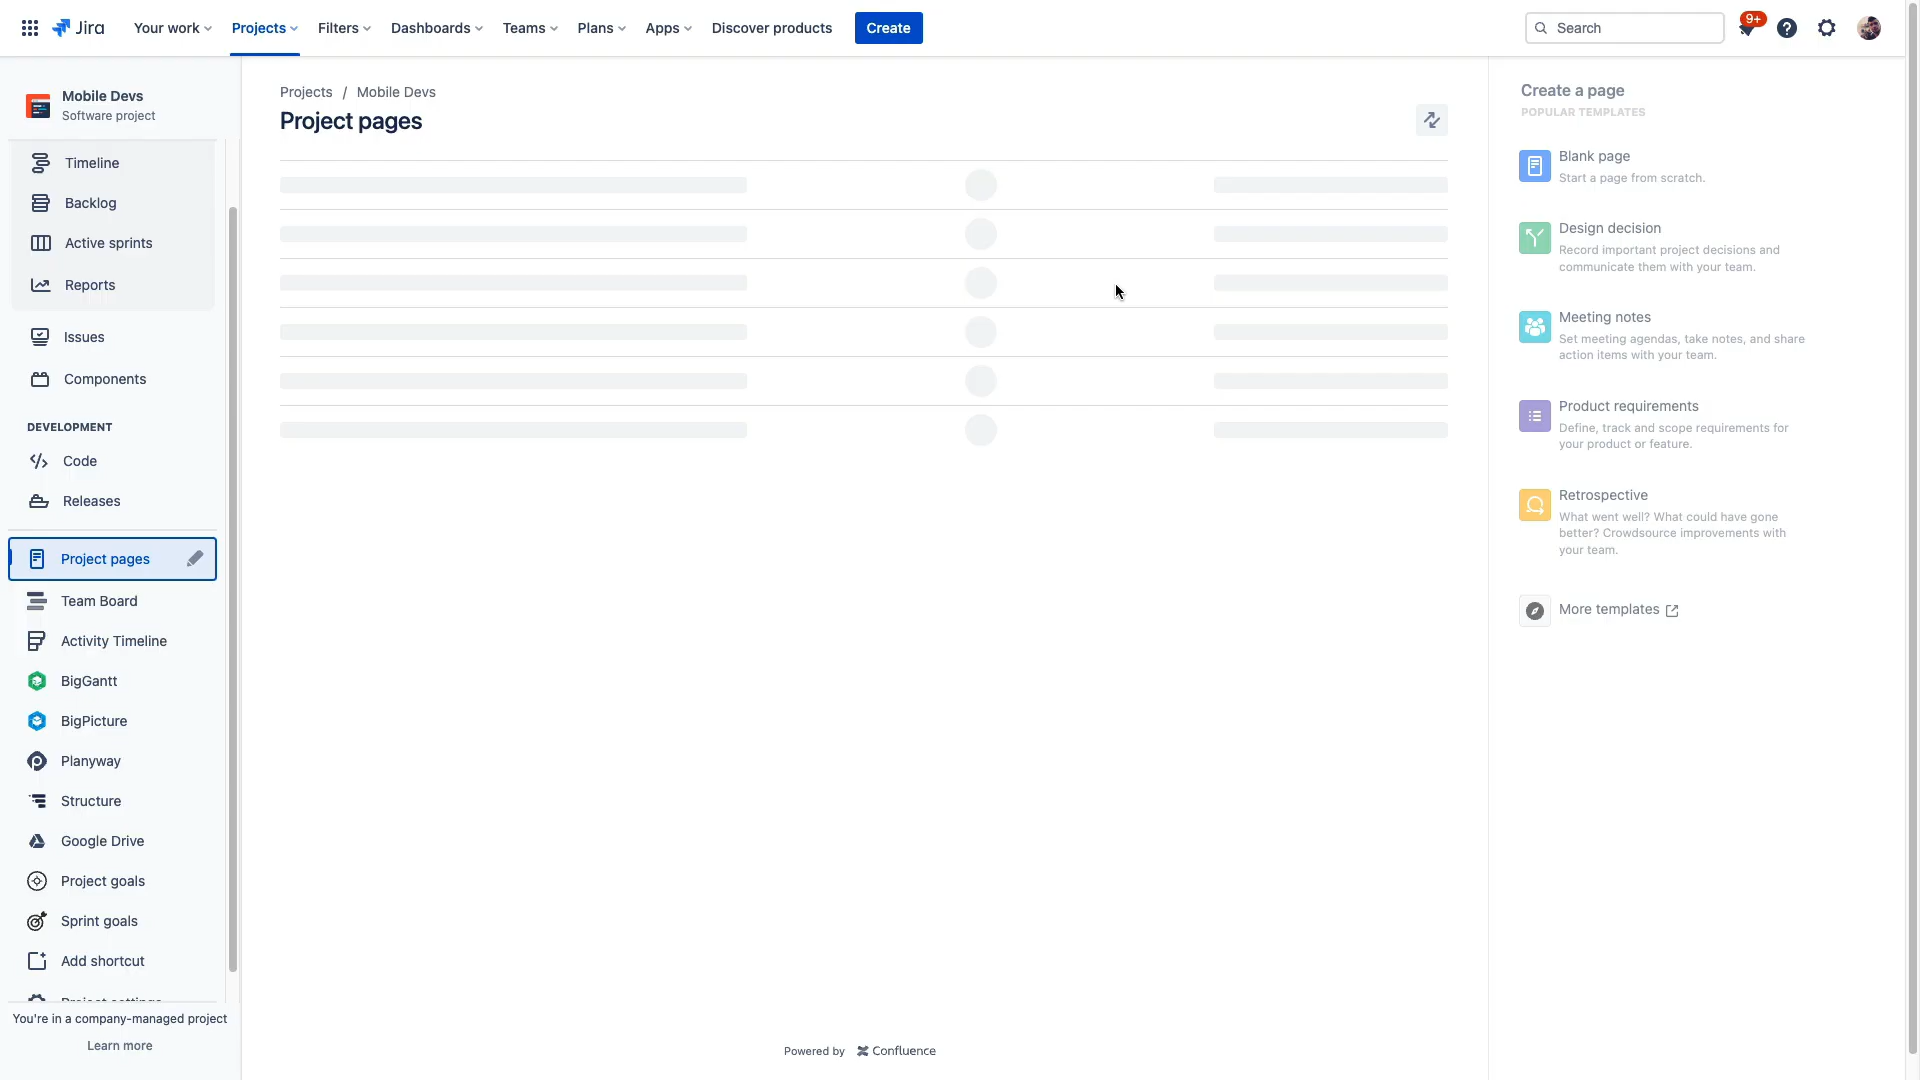 Jira
Your work
Projects
Filters
Dashboards
Teams
Plans
Apps
Discover products
Create
Search
9+
Mobile Devs
Software project
Timeline
Backlog
Active sprints
Reports
Issues
Components
DEVELOPMENT
Code
Releases
Project pages
Team Board
Activity Timeline
BigGantt
BigPicture
Planyway
Structure
Google Drive
Project goals
Sprint goals
Add shortcut
Project settings
You're in a company-managed project
Learn more
Projects / Mobile Devs
Project pages
Powered by Confluence
Create a page
POPULAR TEMPLATES
Blank page
Start a page from scratch.
Design decision
Record important project decisions and
communicate them with your team.
Meeting notes
Set meeting agendas, take notes, and share
action items with your team.
Product requirements
Define, track and scope requirements for
your product or feature.
Retrospective
What went well? What could have gone
better? Crowdsource improvements with
your team.
More templates